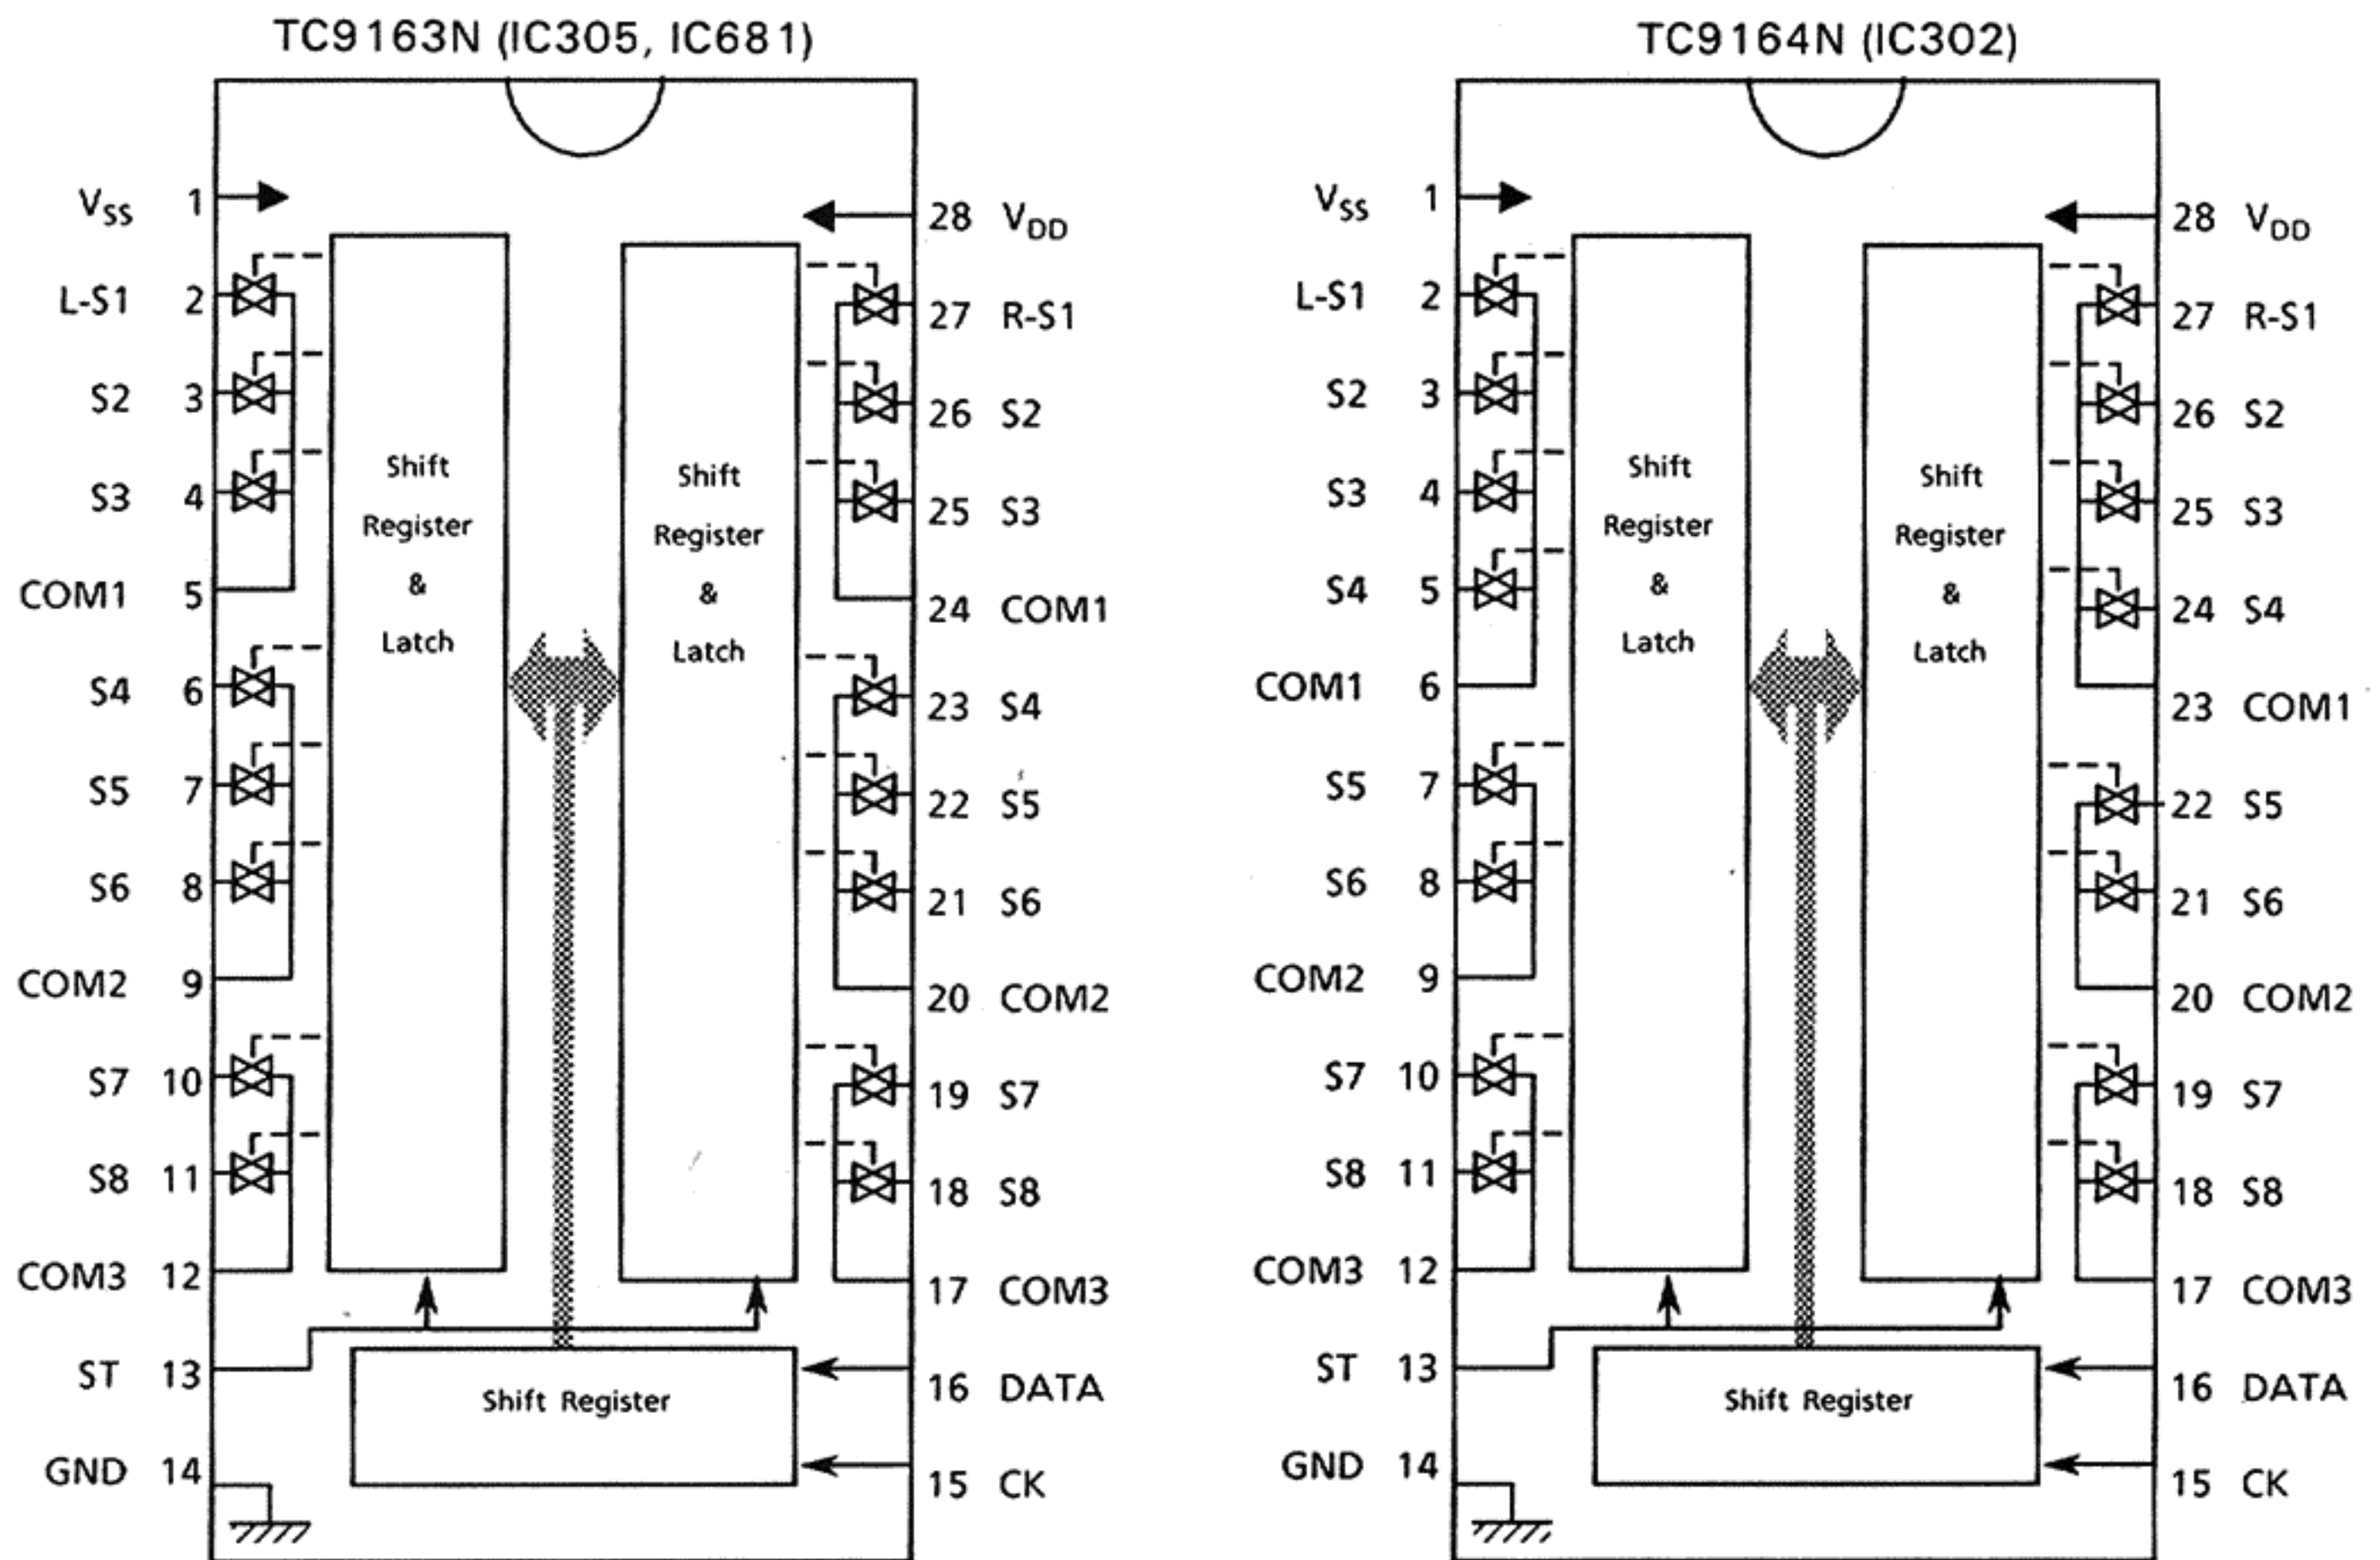 TC9163N (IC305, IC681)
VSS 1
L-S1 2
S2 3
S3 4
COM1 5
S4 6
S5 7
S6 8
COM2 9
S7 10
S8 11
COM3 12
ST 13
GND 14
Shift
Register
&
Latch
Shift
Register
&
Latch
Shift Register
28 VDD
27 R-S1
26 S2
25 S3
24 COM1
23 S4
22 S5
21 S6
20 COM2
19 S7
18 S8
17 COM3
16 DATA
15 CK
TC9164N (IC302)
VSS 1
L-S1 2
S2 3
S3 4
S4 5
COM1 6
S5 7
S6 8
COM2 9
S7 10
S8 11
COM3 12
ST 13
GND 14
Shift
Register
&
Latch
Shift
Register
&
Latch
Shift Register
28 VDD
27 R-S1
26 S2
25 S3
24 S4
23 COM1
22 S5
21 S6
20 COM2
19 S7
18 S8
17 COM3
16 DATA
15 CK